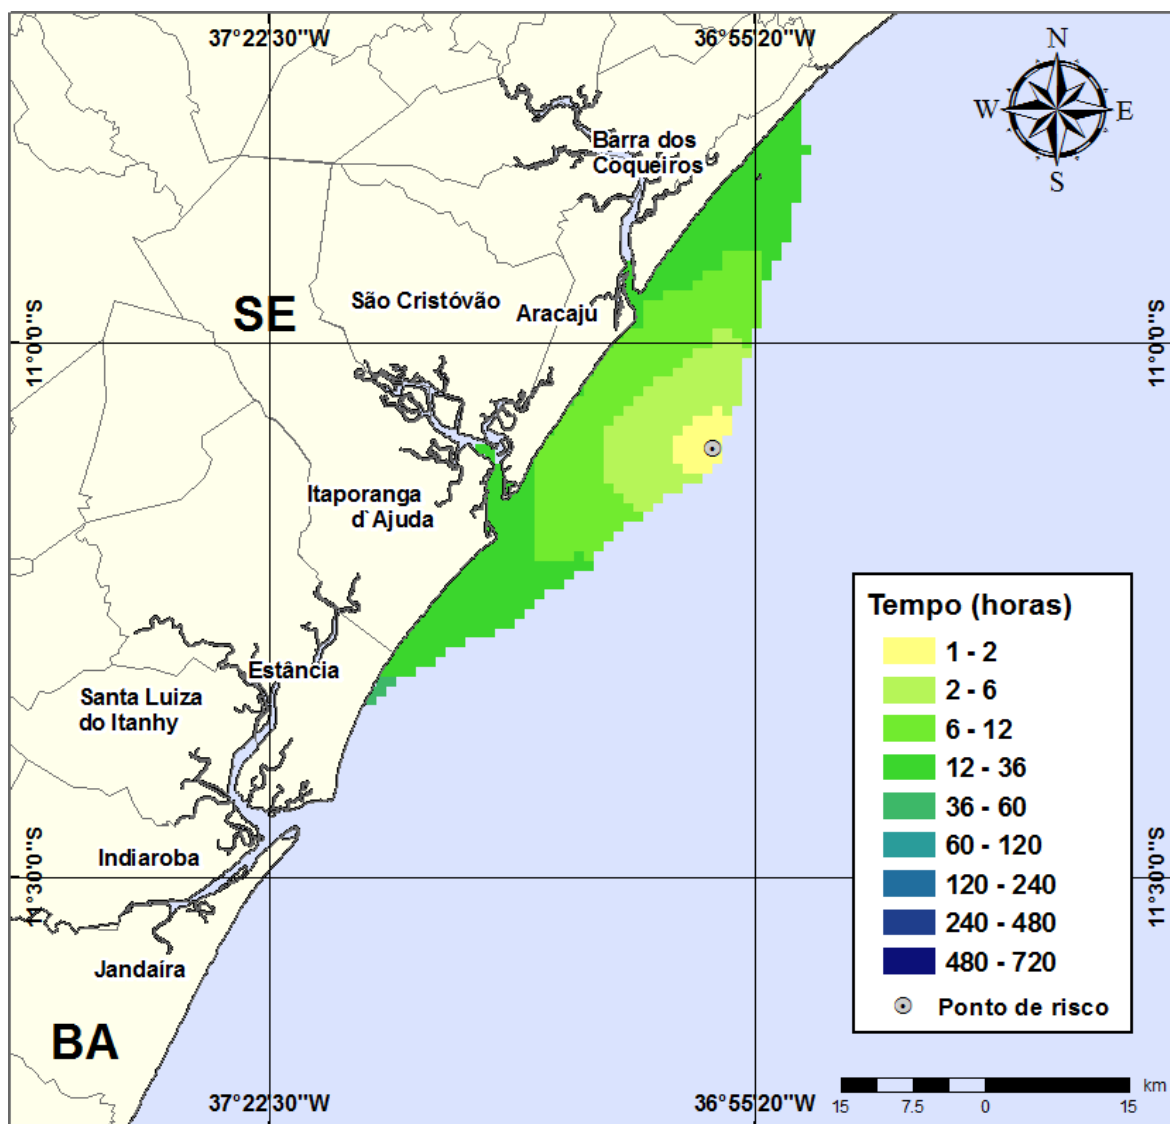 37°22'30"W
36°55'20"W
N
W
E
S
Barra dos
Coqueiros
SE
São Cristóvão
Aracaju
11°0'0"S
11°0'0"S
Itaporanga
d`Ajuda
Estância
Santa Luiza
do Itanhy
Indiaroba
11°30'0"S
11°30'0"S
Jandaíra
BA
Tempo (horas)
1 - 2
2 - 6
6 - 12
12 - 36
36 - 60
60 - 120
120 - 240
240 - 480
480 - 720
Ponto de risco
37°22'30"W
36°55'20"W
km
15 7.5 0 15